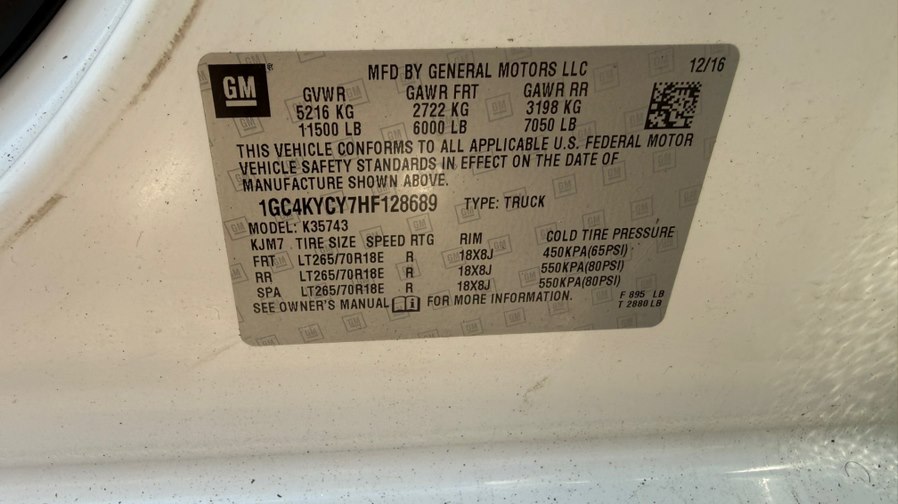 GM ® MFD BY GENERAL MOTORS LLC 12/16
GVWR GAWR FRT GAWR RR
5216 KG 2722 KG 3198 KG
11500 LB 6000 LB 7050 LB
THIS VEHICLE CONFORMS TO ALL APPLICABLE U.S. FEDERAL MOTOR
VEHICLE SAFETY STANDARDS IN EFFECT ON THE DATE OF
MANUFACTURE SHOWN ABOVE.
1GC4KYCY7HF128689 TYPE: TRUCK
MODEL: K35743
KJM7 TIRE SIZE SPEED RTG RIM COLD TIRE PRESSURE
FRT LT265/70R18E R 18X8J 450KPA(65PSI)
RR LT265/70R18E R 18X8J 550KPA(80PSI)
SPA LT265/70R18E R 18X8J 550KPA(80PSI)
SEE OWNER'S MANUAL FOR MORE INFORMATION. F 895 LB
T 2880 LB